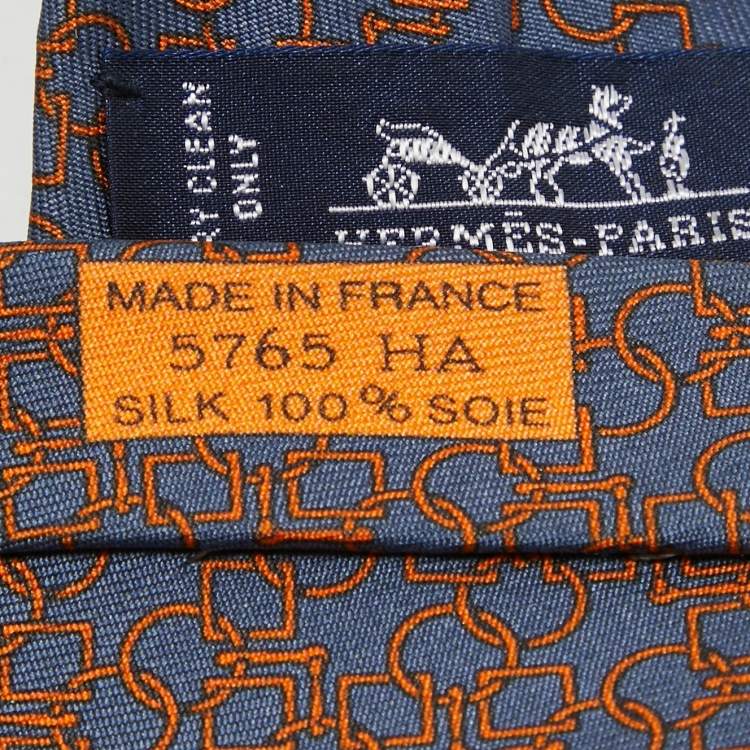 CLEAN
ONLY
HERMÈS-PARIS
MADE IN FRANCE
5765 HA
SILK 100% SOIE